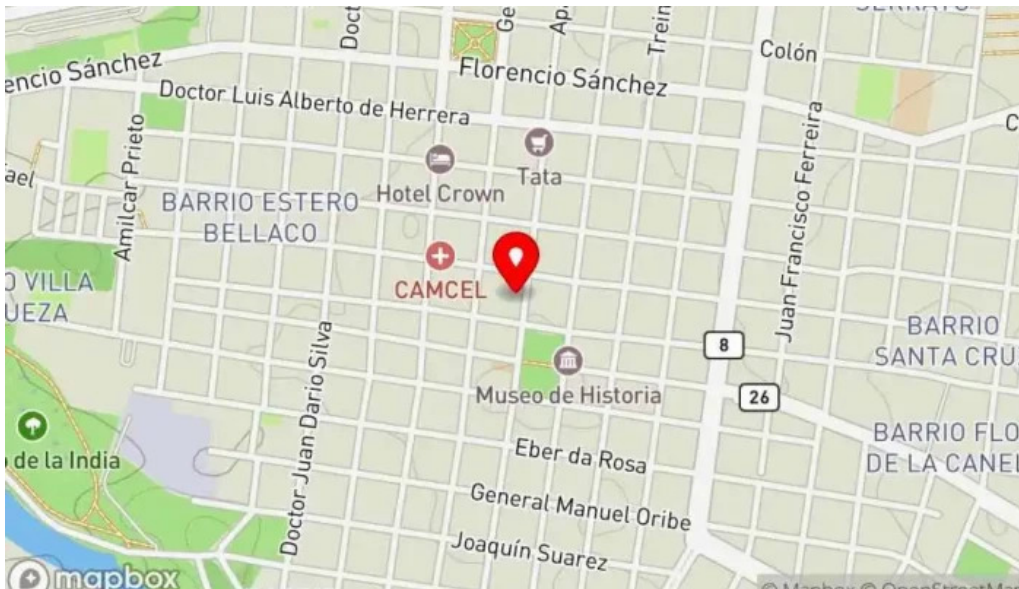 Colón
encio Sánchez
Florencio Sánchez
Doctor Luis Alberto de Herrera
Tata
Hotel Crown
Juan Francisco Ferreira
Amilcar Prieto
BARRIO ESTERO
BELLACO
CAMCEL
O VILLA
UEZA
8
BARRIO
SANTA CRU
Museo de Historia
26
Doctor Juan Dario Silva
BARRIO FLO
DE LA CANEL
Eber da Rosa
o de la India
General Manuel Oribe
Joaquín Suarez
mapbox